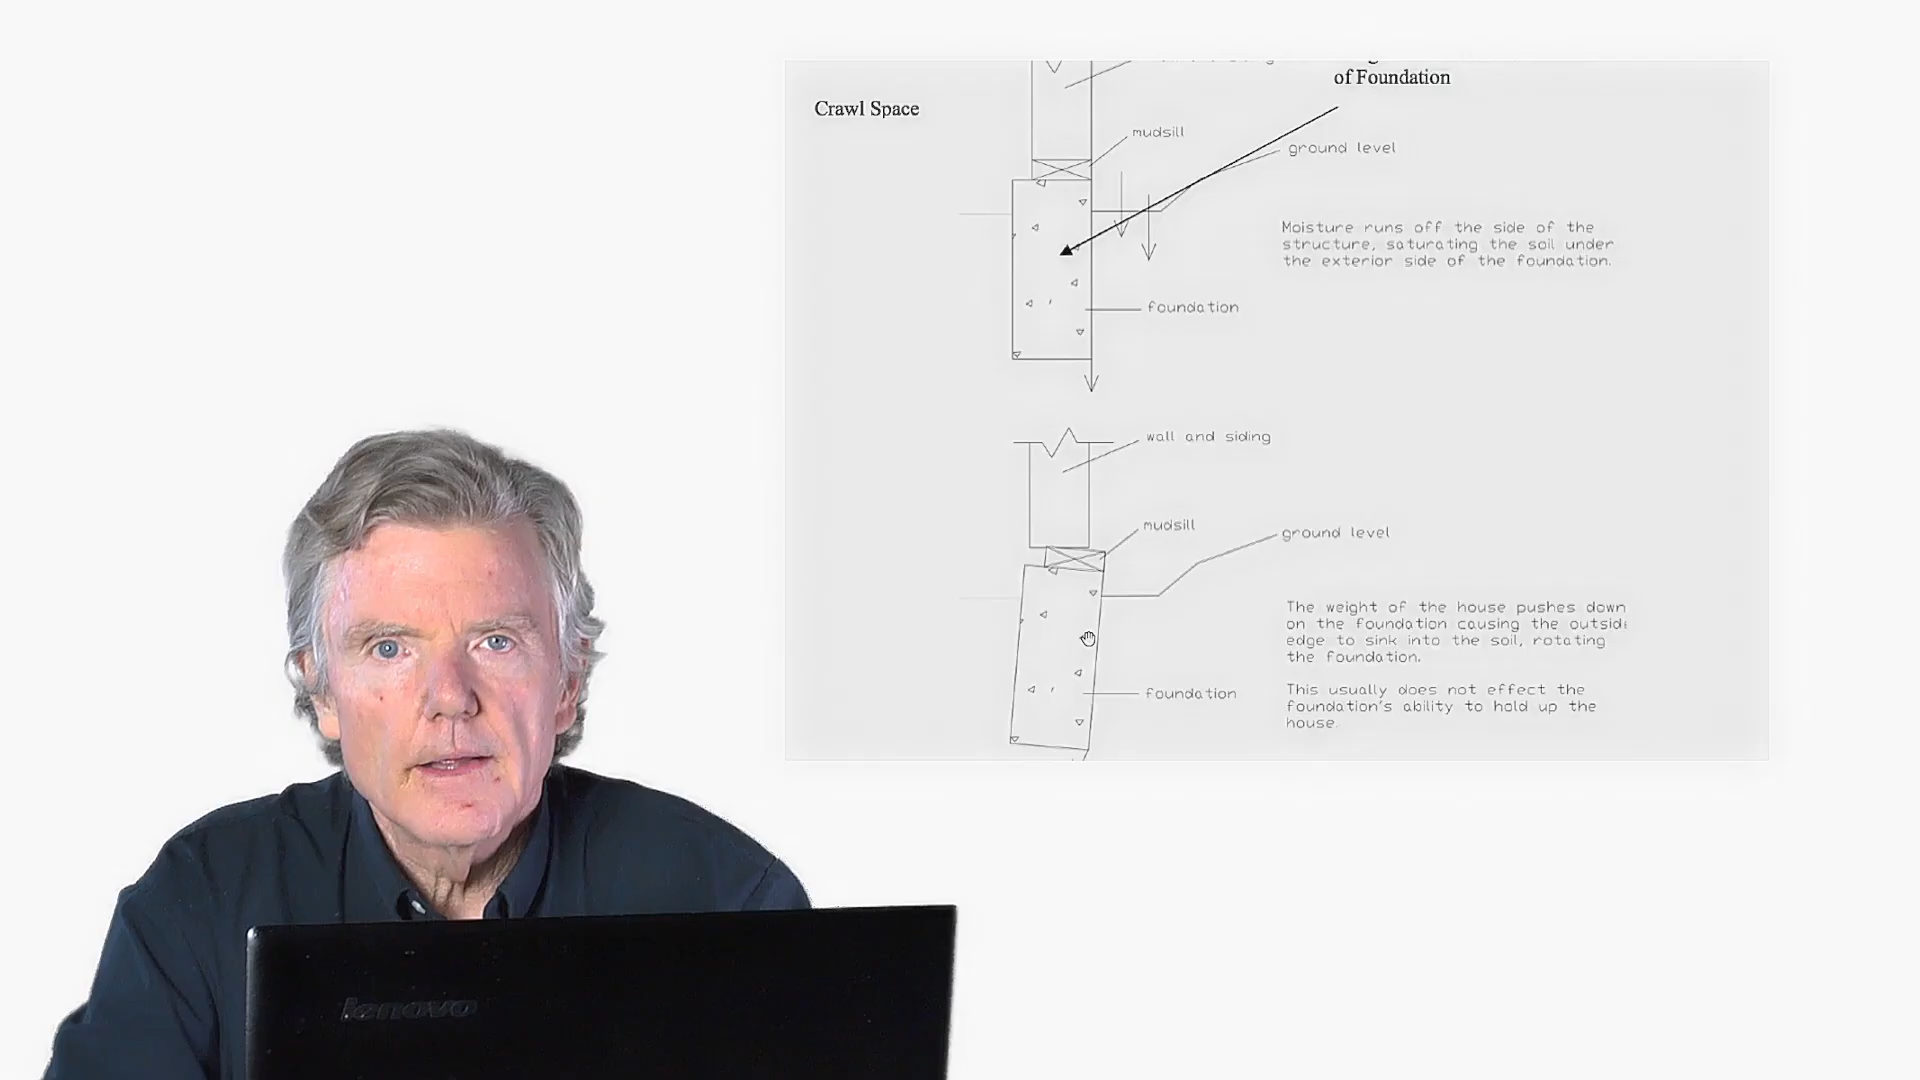 of Foundation
Crawl Space
mudsill
ground level
Moisture runs off the side of the
structure, saturating the soil under
the exterior side of the foundation.
foundation
wall and siding
mudsill
ground level
The weight of the house pushes down
on the foundation causing the outside
edge to sink into the soil, rotating
the foundation.
foundation
This usually does not effect the
foundation's ability to hold up the
house.
lenovo